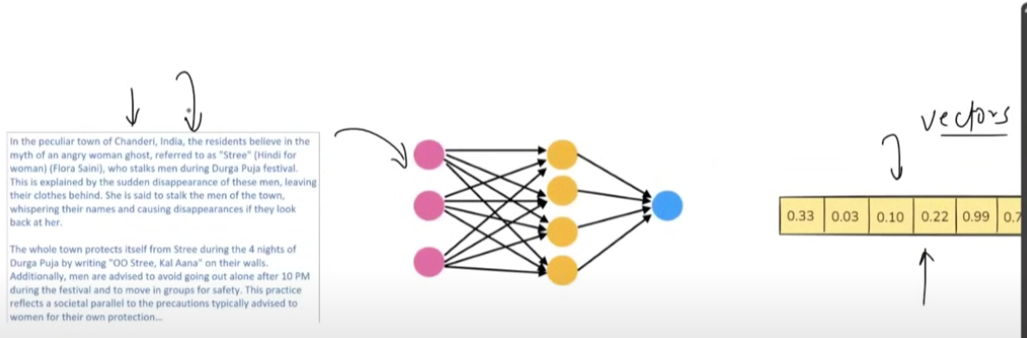 In the peculiar town of Chanderi, India, the residents believe in the
myth of an angry woman ghost, referred to as "Stree" (Hindi for
woman) (Flora Saini), who stalks men during Durga Puja festival.
This is explained by the sudden disappearance of these men, leaving
their clothes behind. She is said to stalk the men of the town,
whispering their names and causing disappearances if they look
back at her.
The whole town protects itself from Stree during the 4 nights of
Durga Puja by writing "OO Stree, Kal Aana" on their walls.
Additionally, men are advised to avoid going out alone after 10 PM
during the festival and to move in groups for safety. This practice
reflects a societal parallel to the precautions typically advised to
women for their own protection...
vectors
0.33 0.03 0.10 0.22 0.99 0.7